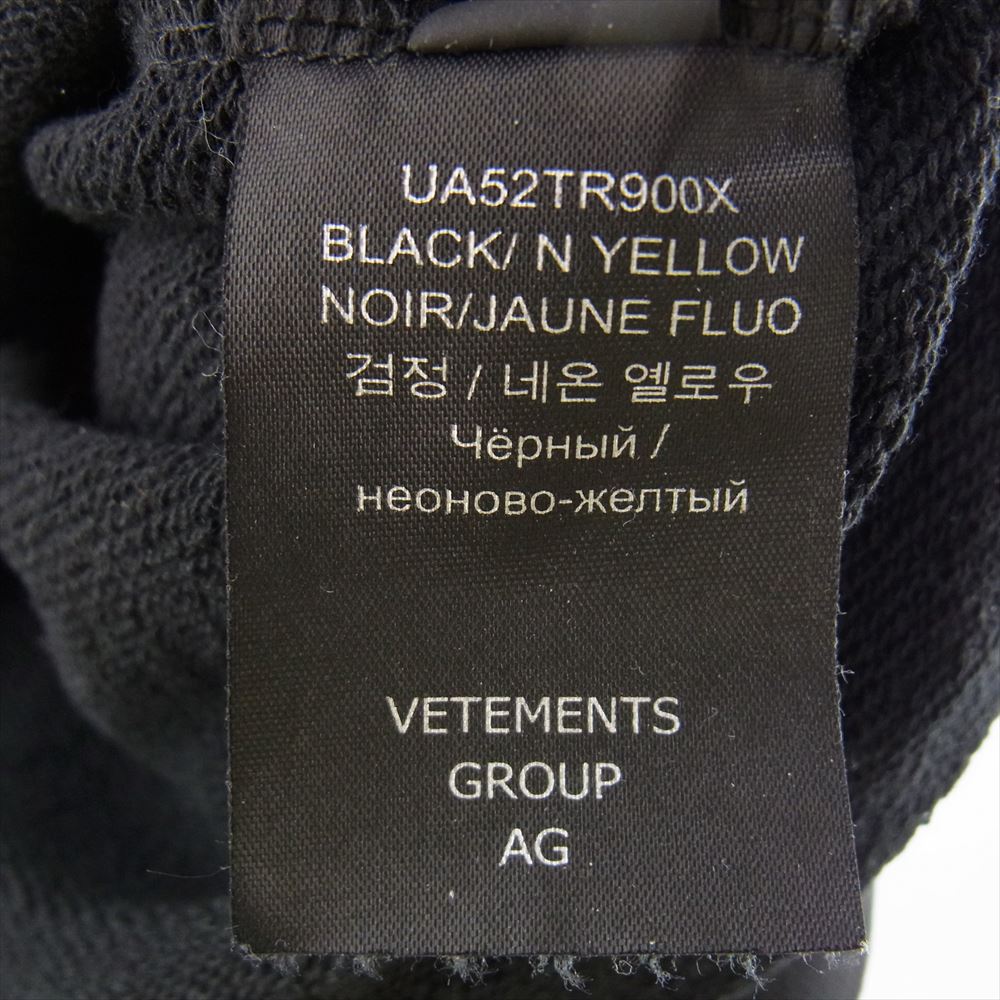 UA52TR900X
BLACK/ N YELLOW
NOIR/JAUNE FLUO
검정 / 네온 옐로우
Чёрный /
неоново-желтый
VETEMENTS
GROUP
AG